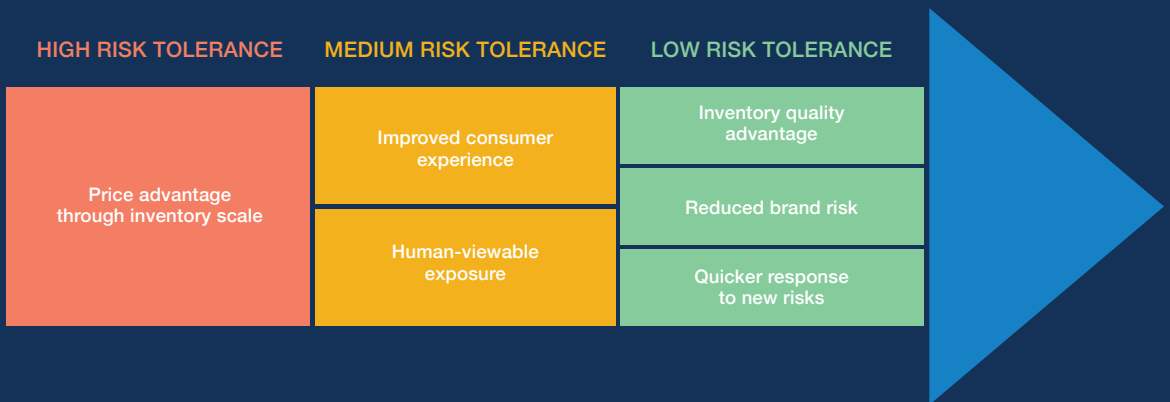 HIGH RISK TOLERANCE
Price advantage
through inventory scale
MEDIUM RISK TOLERANCE
Improved consumer
experience
Human-viewable
exposure
LOW RISK TOLERANCE
Inventory quality
advantage
Reduced brand risk
Quicker response
to new risks